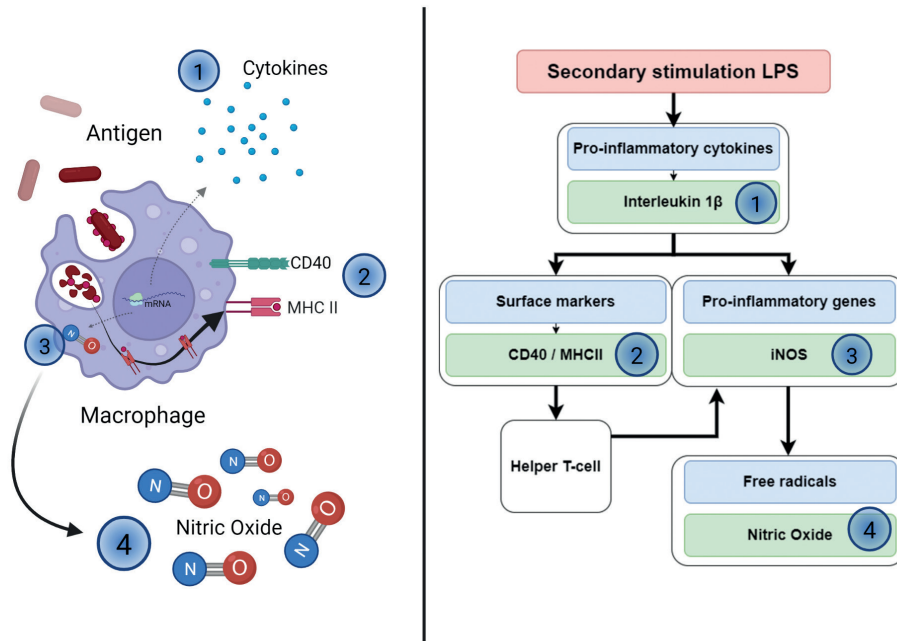 1
Cytokines
Antigen
CD40
2
MHC II
mRNA
3
N O
Macrophage
N O
N O
N O
Nitric Oxide
N O
4
N O
Secondary stimulation LPS
Pro-inflammatory cytokines
Interleukin 1β
1
Surface markers
CD40 / MHCII
2
Pro-inflammatory genes
iNOS
3
Helper T-cell
Free radicals
Nitric Oxide
4